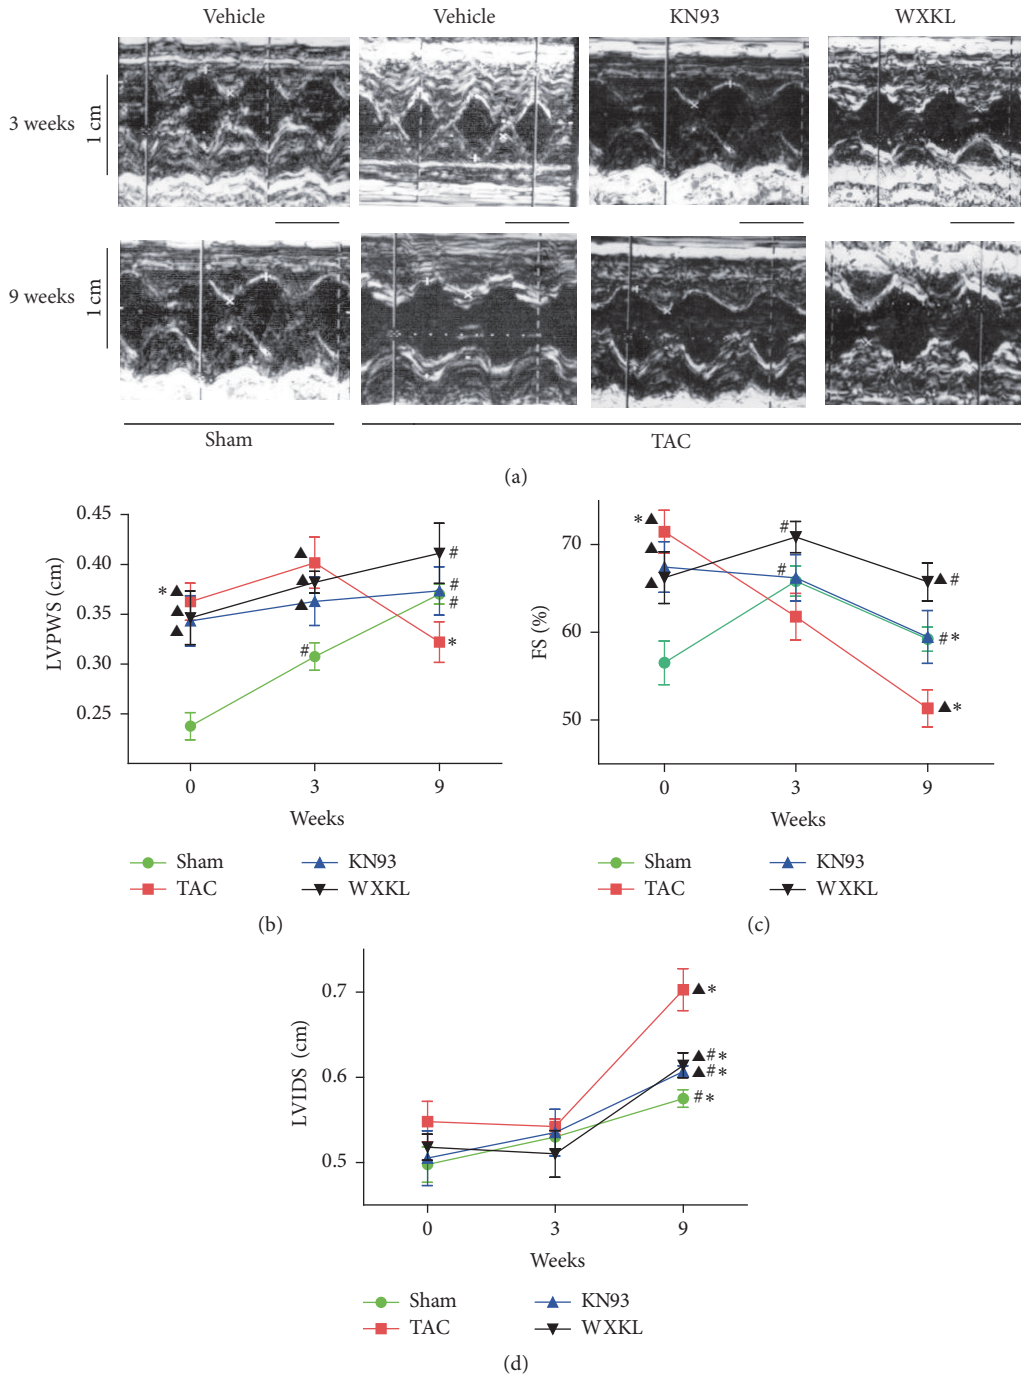 Vehicle Vehicle KN93 WXKL
3 weeks
1 cm
9 weeks
1 cm
Sham TAC
(a)
LVPWS (cm)
0.45
0.40
0.35
0.30
0.25
* ▲
▲
▲
#
▲
▲
▲
#
#
#
*
0 3 9
Weeks
Sham KN93
TAC WXKL
(b)
FS (%)
70
60
50
* ▲
▲
▲
#
#
▲ #
# *
▲ *
0 3 9
Weeks
Sham KN93
TAC WXKL
(c)
LVIDS (cm)
0.7
0.6
0.5
▲ *
▲ # *
▲ # *
# *
0 3 9
Weeks
Sham KN93
TAC WXKL
(d)